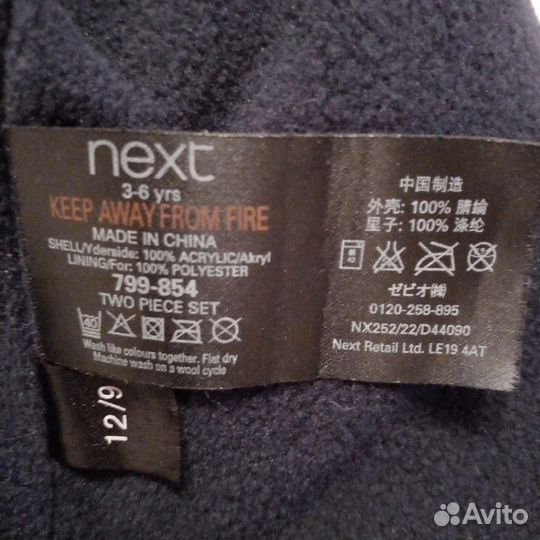 next
3-6 yrs
KEEP AWAY FROM FIRE
MADE IN CHINA
SHELL/Yderside: 100% ACRYLIC/Akryl
LINING/For: 100% POLYESTER
799-854
TWO PIECE SET
40
Wash like colours together. Flat dry
Machine wash on a wool cycle
12/9
中国制造
外壳: 100% 腈纶
里子: 100% 涤纶
ゼビオ㈱
0120-258-895
NX252/22/D44090
Next Retail Ltd. LE19 4AT
Avito